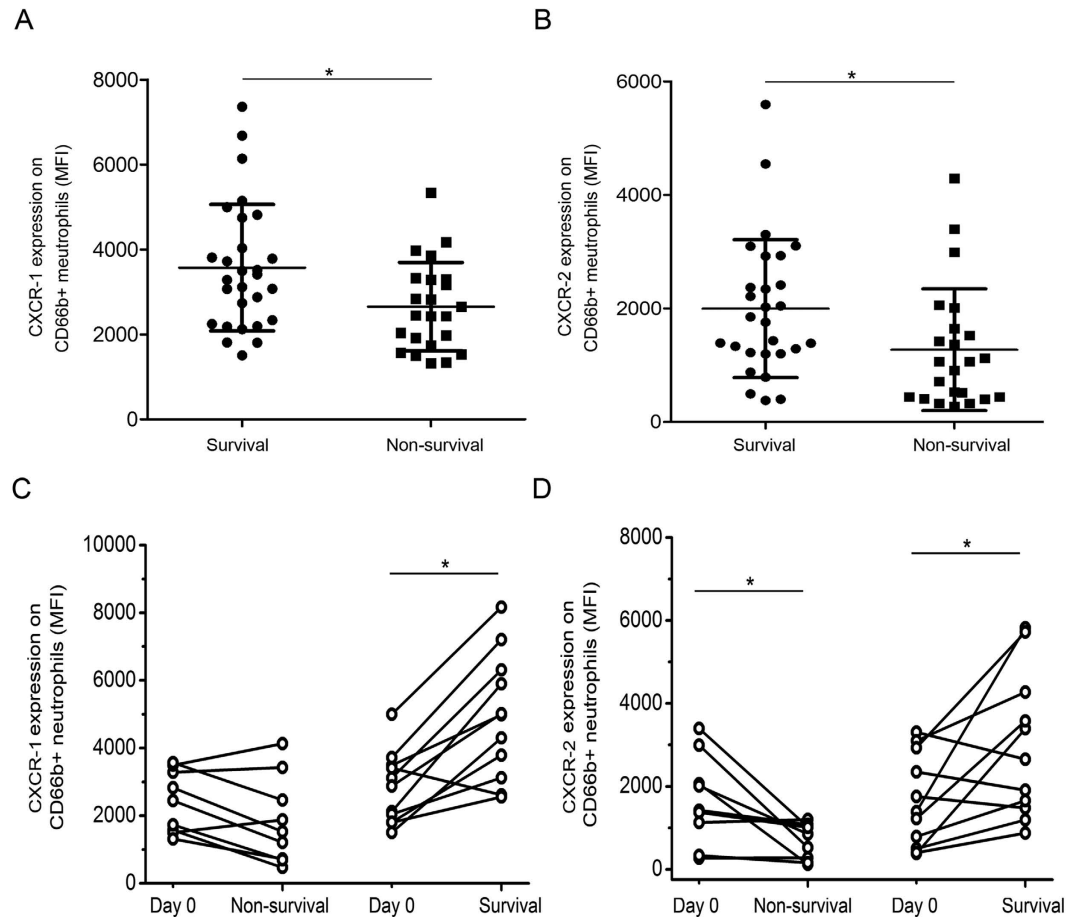 A
CXCR-1 expression on
CD66b+ meutrophils (MFI)
8000
6000
4000
2000
0
*
Survival
Non-survival
B
CXCR-2 expression on
CD66b+ meutrophils (MFI)
6000
4000
2000
0
*
Survival
Non-survival
C
CXCR-1 expression on
CD66b+ neutrophils (MFI)
10000
8000
6000
4000
2000
0
*
Day 0
Non-survival
Day 0
Survival
D
CXCR-2 expression on
CD66b+ neutrophils (MFI)
8000
6000
4000
2000
0
*
*
Day 0
Non-survival
Day 0
Survival